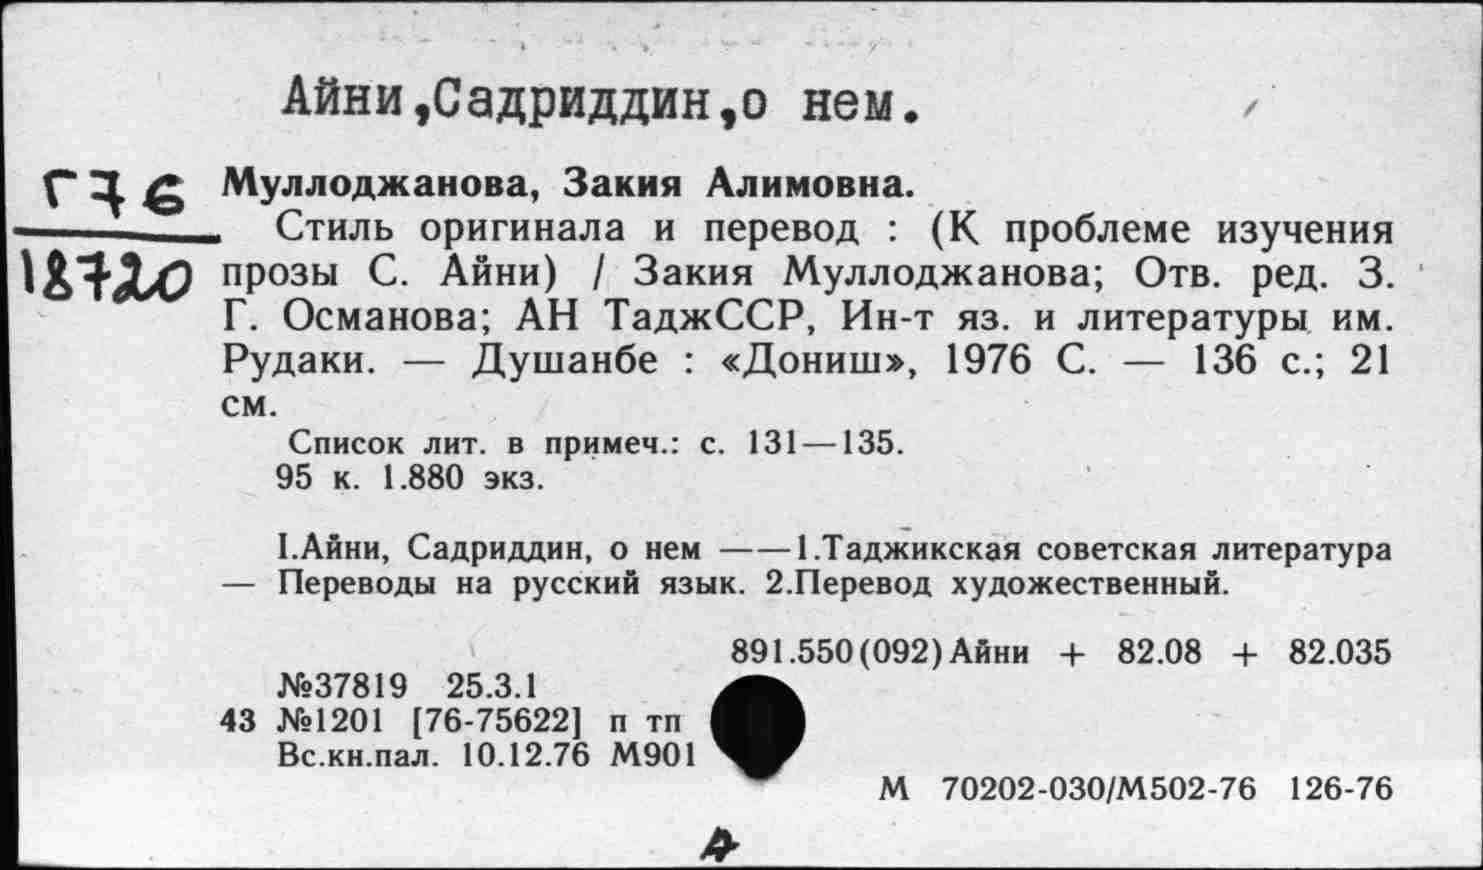 Айни,Садриддин,о нем.
Г76
18720
Муллоджанова, Закия Алимовна.
Стиль оригинала и перевод : (К проблеме изучения
прозы С. Айни) / Закия Муллоджанова; Отв. ред. З.
Г. Османова; АН ТаджССР, Ин-т яз. и литературы им.
Рудаки. — Душанбе : «Дониш», 1976 С. — 136 с.; 21
см.
Список лит. в примеч.: с. 131—135.
95 к. 1.880 экз.
I.Айни, Садриддин, о нем ——1.Таджикская советская литература
— Переводы на русский язык. 2.Перевод художественный.
891.550(092)Айни + 82.08 + 82.035
№37819 25.3.1
43 №1201 [76-75622] п тп
Вс.кн.пал. 10.12.76 М901
М 70202-030/М502-76 126-76